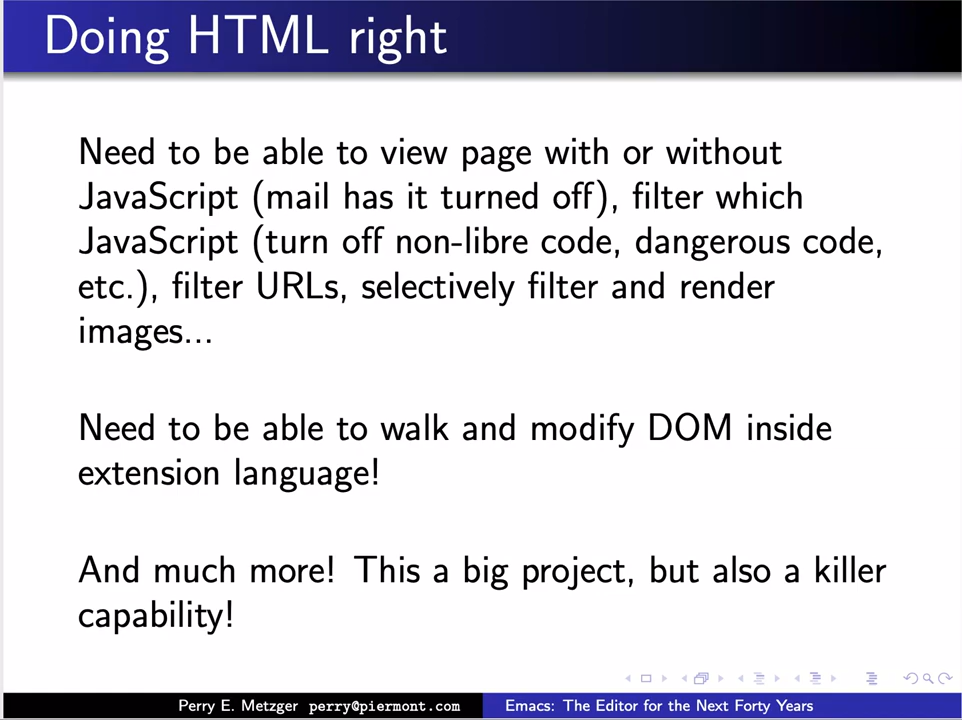 Doing HTML right
Need to be able to view page with or without
JavaScript (mail has it turned off), filter which
JavaScript (turn off non-libre code, dangerous code,
etc.), filter URLs, selectively filter and render
images...
Need to be able to walk and modify DOM inside
extension language!
And much more! This a big project, but also a killer
capability!
Perry E. Metzger perry@piermont.com
Emacs: The Editor for the Next Forty Years